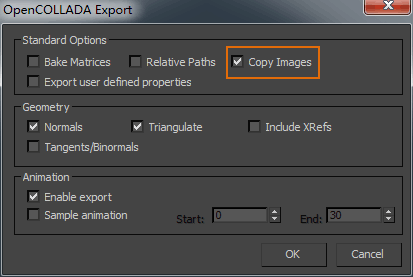 OpenCOLLADA Export
Standard Options
Bake Matrices Relative Paths Copy Images
Export user defined properties
Geometry
Normals Triangulate Include XRefs
Tangents/Binormals
Animation
Enable export
Sample animation Start: 0 End: 30
OK Cancel